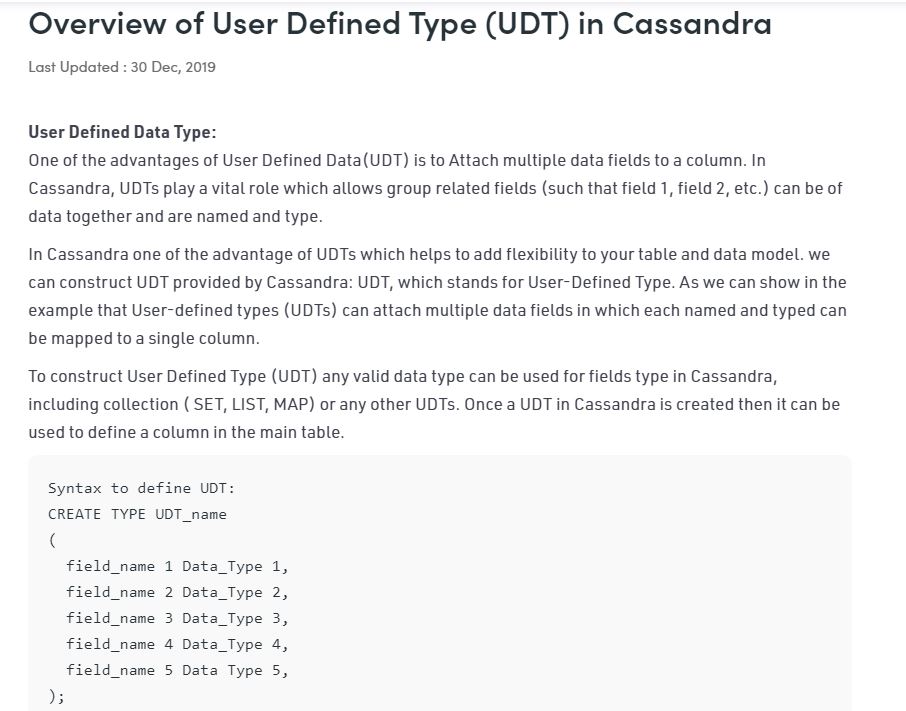 Overview of User Defined Type (UDT) in Cassandra
Last Updated : 30 Dec, 2019
User Defined Data Type:
One of the advantages of User Defined Data(UDT) is to Attach multiple data fields to a column. In
Cassandra, UDTs play a vital role which allows group related fields (such that field 1, field 2, etc.) can be of
data together and are named and type.
In Cassandra one of the advantage of UDTs which helps to add flexibility to your table and data model. we
can construct UDT provided by Cassandra: UDT, which stands for User-Defined Type. As we can show in the
example that User-defined types (UDTs) can attach multiple data fields in which each named and typed can
be mapped to a single column.
To construct User Defined Type (UDT) any valid data type can be used for fields type in Cassandra,
including collection ( SET, LIST, MAP) or any other UDTs. Once a UDT in Cassandra is created then it can be
used to define a column in the main table.
Syntax to define UDT:
CREATE TYPE UDT_name
(
field_name 1 Data_Type 1,
field_name 2 Data_Type 2,
field_name 3 Data_Type 3,
field_name 4 Data_Type 4,
field_name 5 Data Type 5,
);